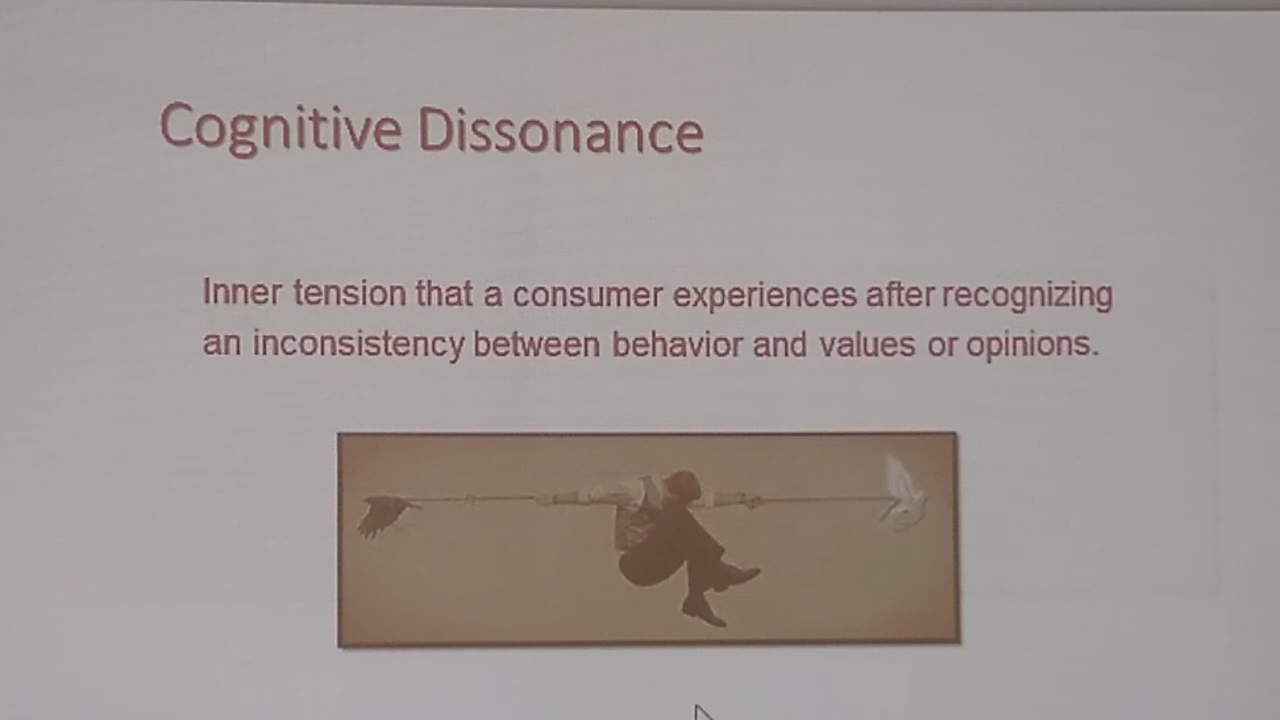 Cognitive Dissonance
Inner tension that a consumer experiences after recognizing
an inconsistency between behavior and values or opinions.